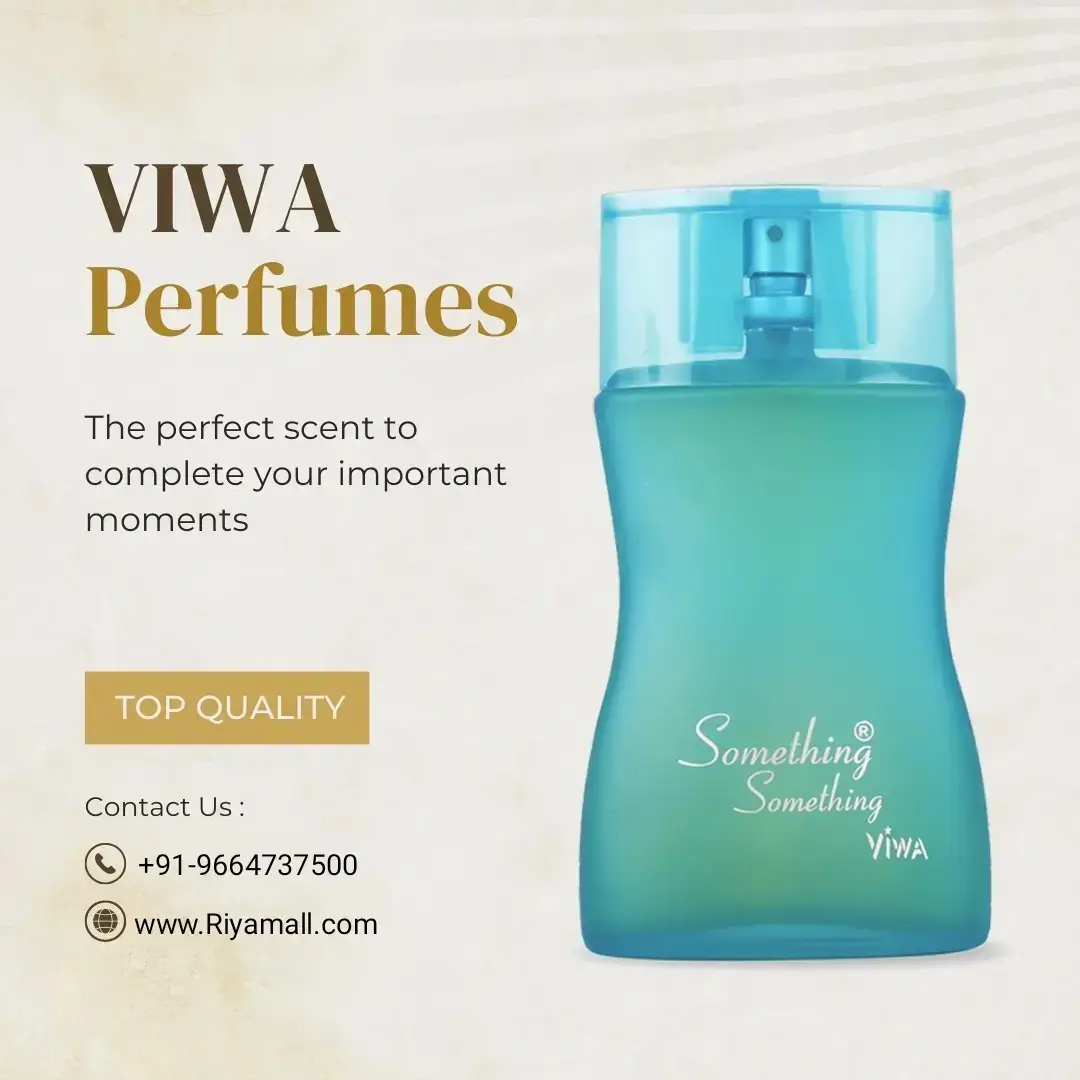 VIWA
Perfumes
The perfect scent to
complete your important
moments
TOP QUALITY
Contact Us :
+91-9664737500
www.Riyamall.com
Something®
Something
ViWA